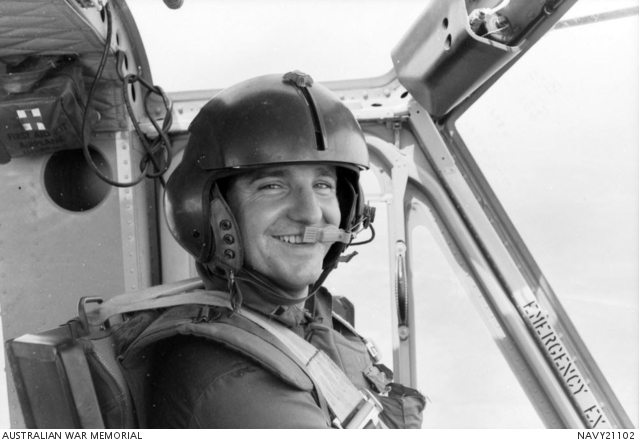 EMERGENCY EX
AUSTRALIAN WAR MEMORIAL
NAVY21102